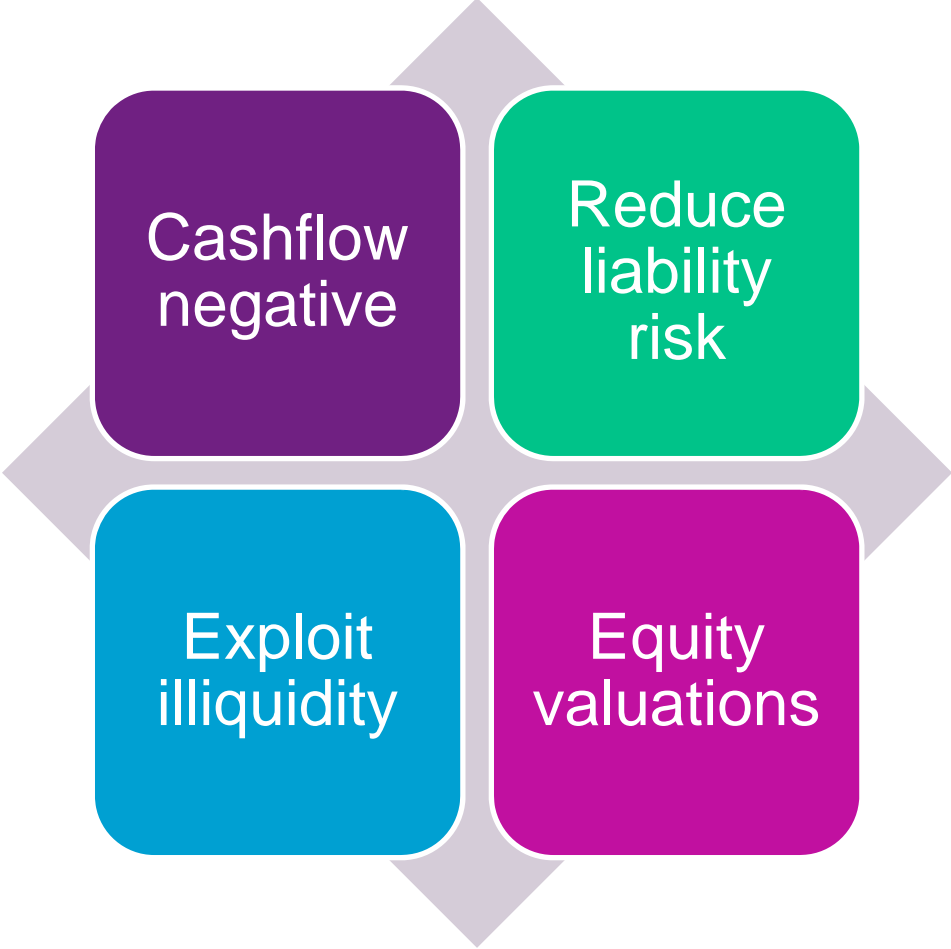 Cashflow
negative
Reduce
liability
risk
Exploit
illiquidity
Equity
valuations